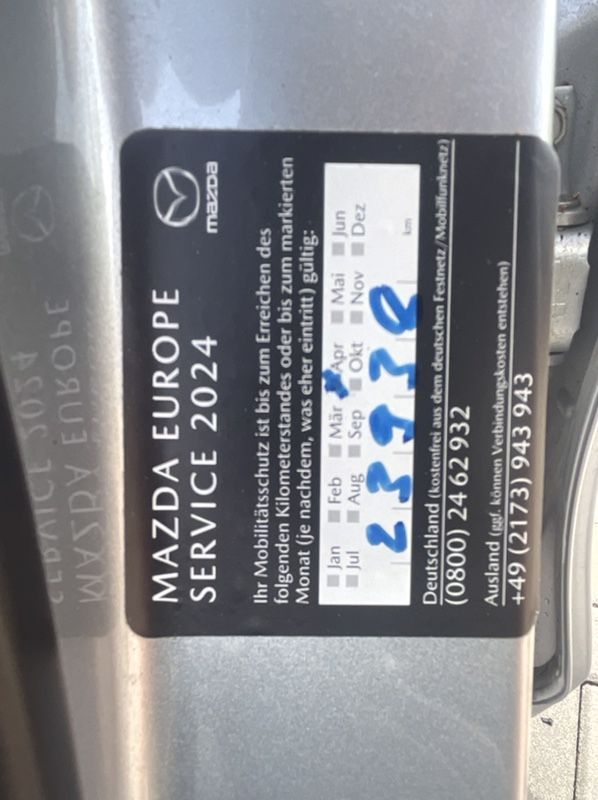 mazda
MAZDA EUROPE
SERVICE 2024
Ihr Mobilitätsschutz ist bis zum Erreichen des
folgenden Kilometerstandes oder bis zum markierten
Monat (je nachdem, was eher eintritt) gültig:
Jan Feb Mär Apr Mai Jun
Jul Aug Sep Okt Nov Dez
23938 km
Deutschland (kostenfrei aus dem deutschen Festnetz/Mobilfunknetz)
(0800) 24 62 932
Ausland (ggf. können Verbindungskosten entstehen)
+49 (2173) 943 943